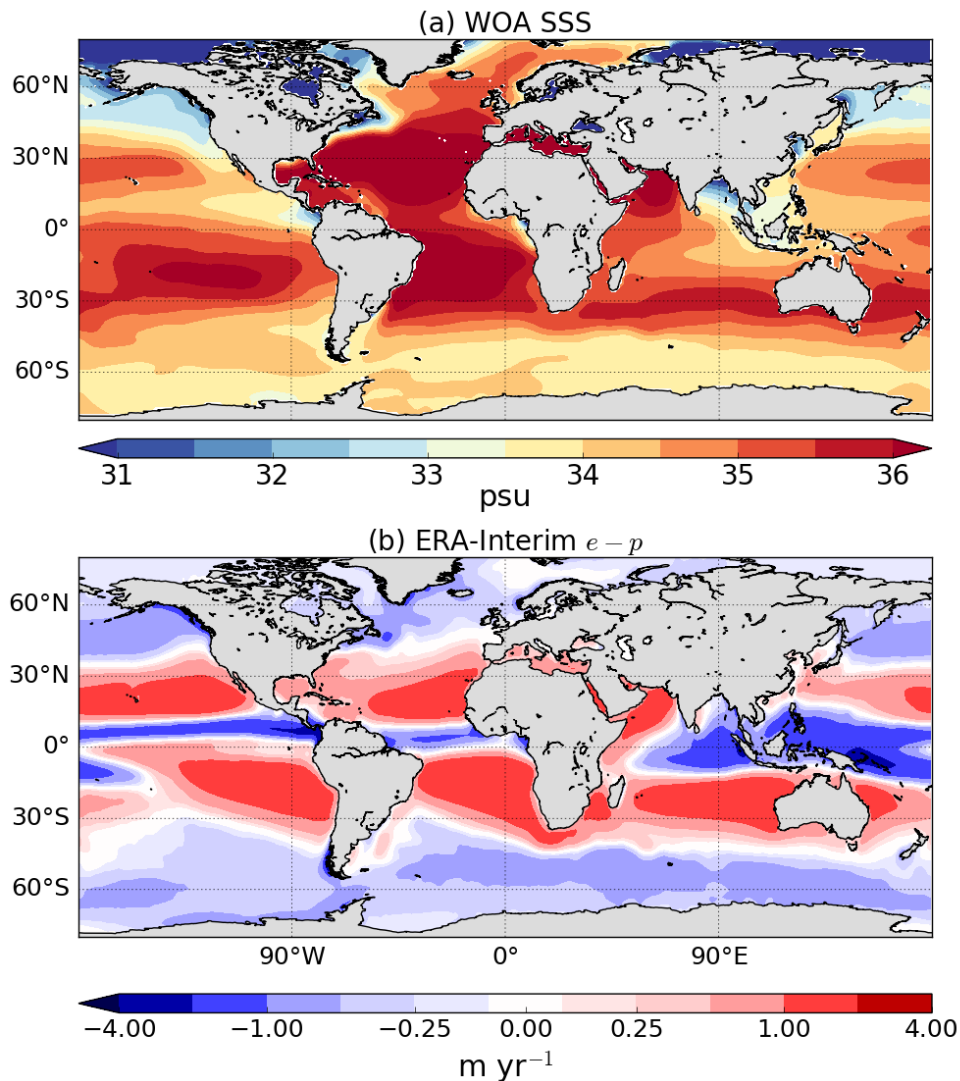 (a) WOA SSS
60°N
30°N
0°
30°S
60°S
31 32 33 34 35 36
psu
(b) ERA-Interim e − p
60°N
30°N
0°
30°S
60°S
90°W 0° 90°E
−4.00 −1.00 −0.25 0.00 0.25 1.00 4.00
m yr⁻¹